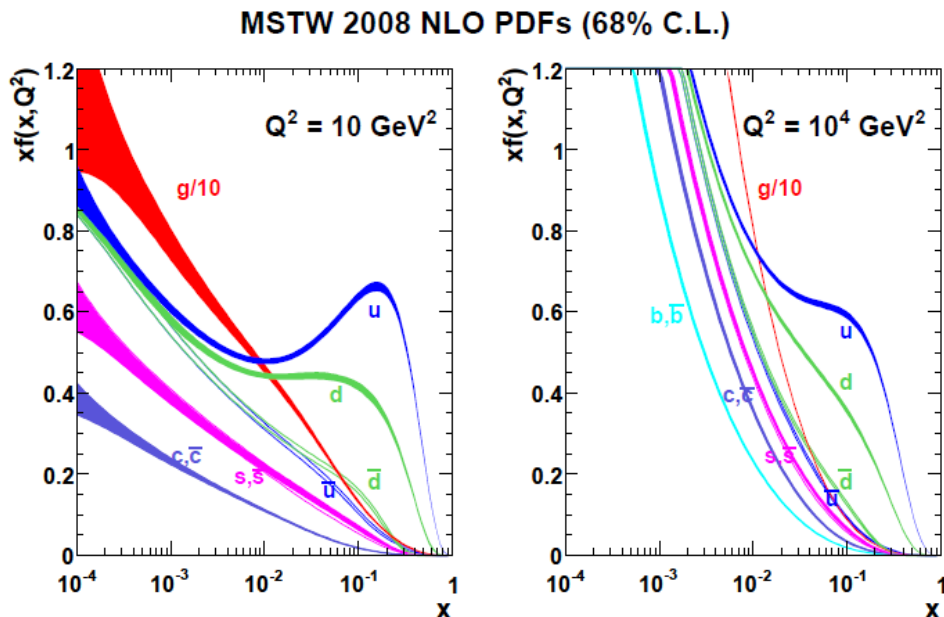 MSTW 2008 NLO PDFs (68% C.L.)
xf(x,Q²)
1.2
1
0.8
0.6
0.4
0.2
0
Q² = 10 GeV²
g/10
u
d
c,c̅
s,s̅
u̅
d̅
10⁻⁴
10⁻³
10⁻²
10⁻¹
1
x
xf(x,Q²)
1.2
1
0.8
0.6
0.4
0.2
0
Q² = 10⁴ GeV²
g/10
b,b̅
u
d
c,c̅
s,s̅
d̅
u̅
10⁻⁴
10⁻³
10⁻²
10⁻¹
1
x